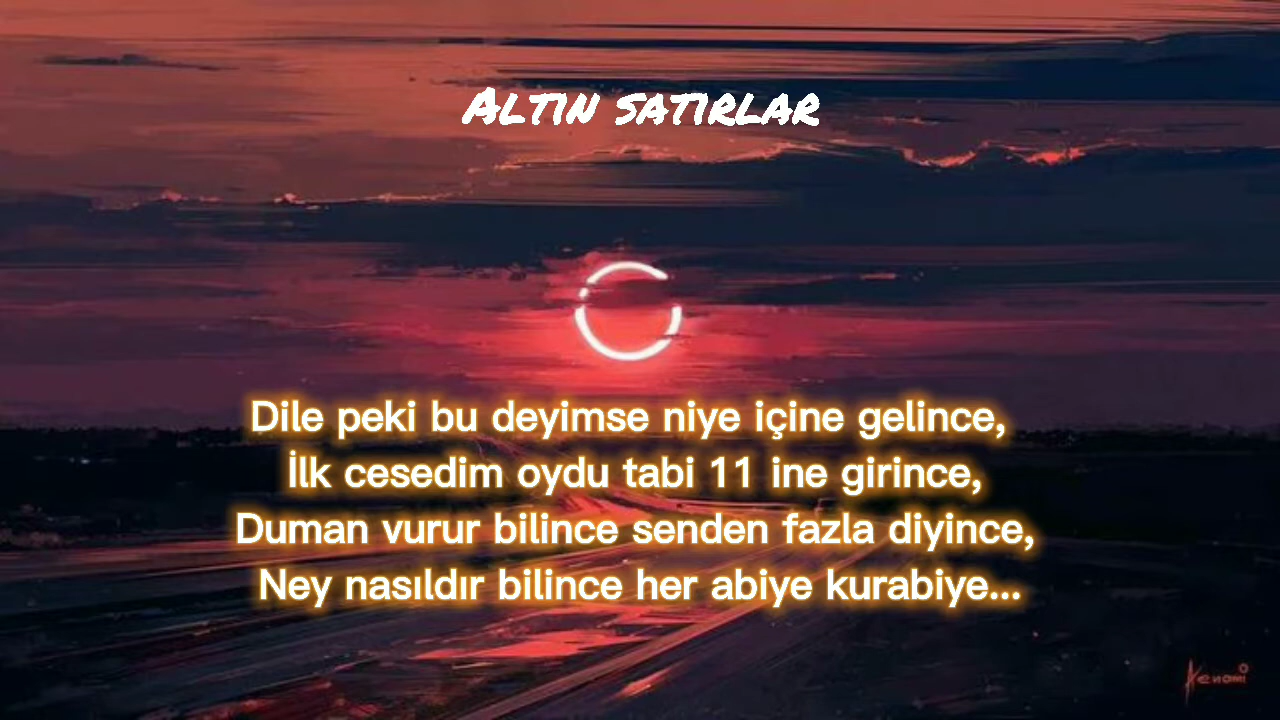 Altın satırlar
Dile peki bu deyimse niye içine gelince,
İlk cesedim oydu tabi 11 ine girince,
Duman vurur bilince senden fazla diyince,
Ney nasıldır bilince her abiye kurabiye...